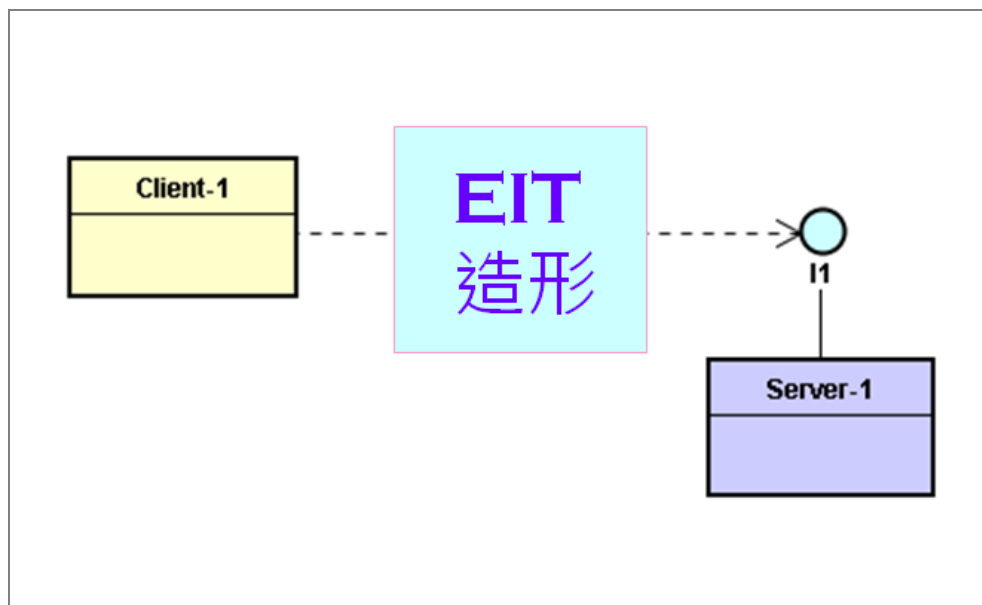 Client-1
EIT
造形
I1
Server-1